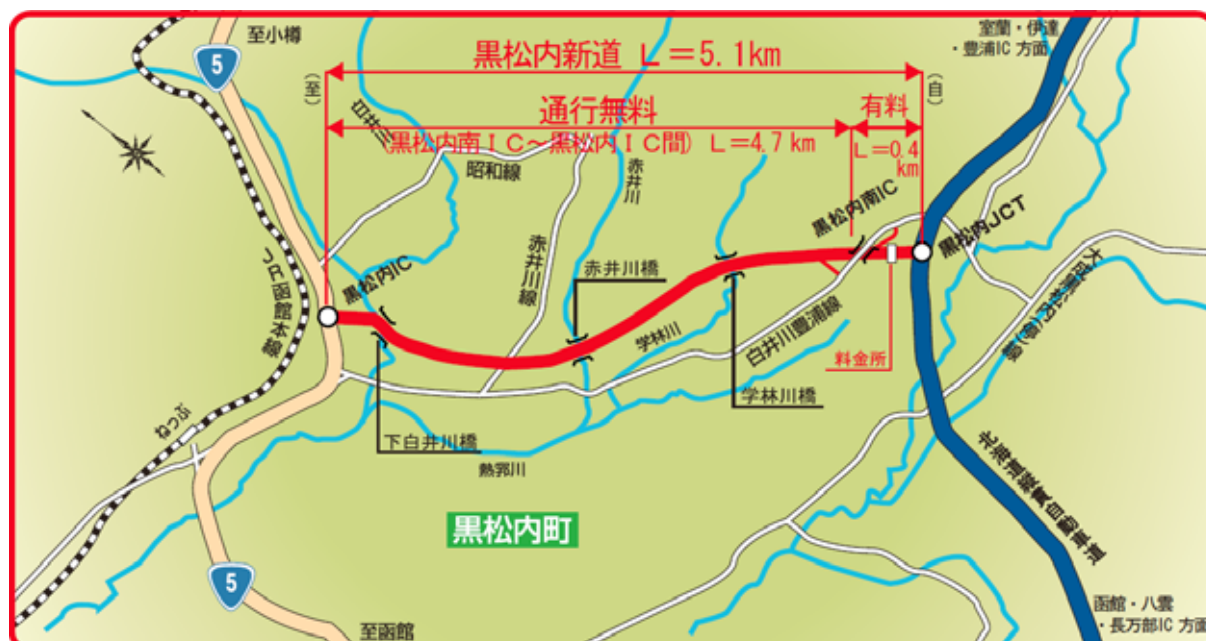 至小樽
5
室蘭・伊達
・豊浦IC 方面
黒松内新道 L=5.1km
(至)
(自)
通行無料
有料
(黒松内南IC～黒松内IC間) L=4.7km
L=0.4
km
白井川
昭和線
赤井川
赤井川線
黒松内南IC
黒松内JCT
黒松内IC
赤井川橋
JR函館本線
学林川
白井川豊浦線
料金所
学林川橋
ねっぷ
下白井川橋
熱郛川
黒松内町
北海道縦貫自動車道
5
至函館
函館・八雲
・長万部IC 方面